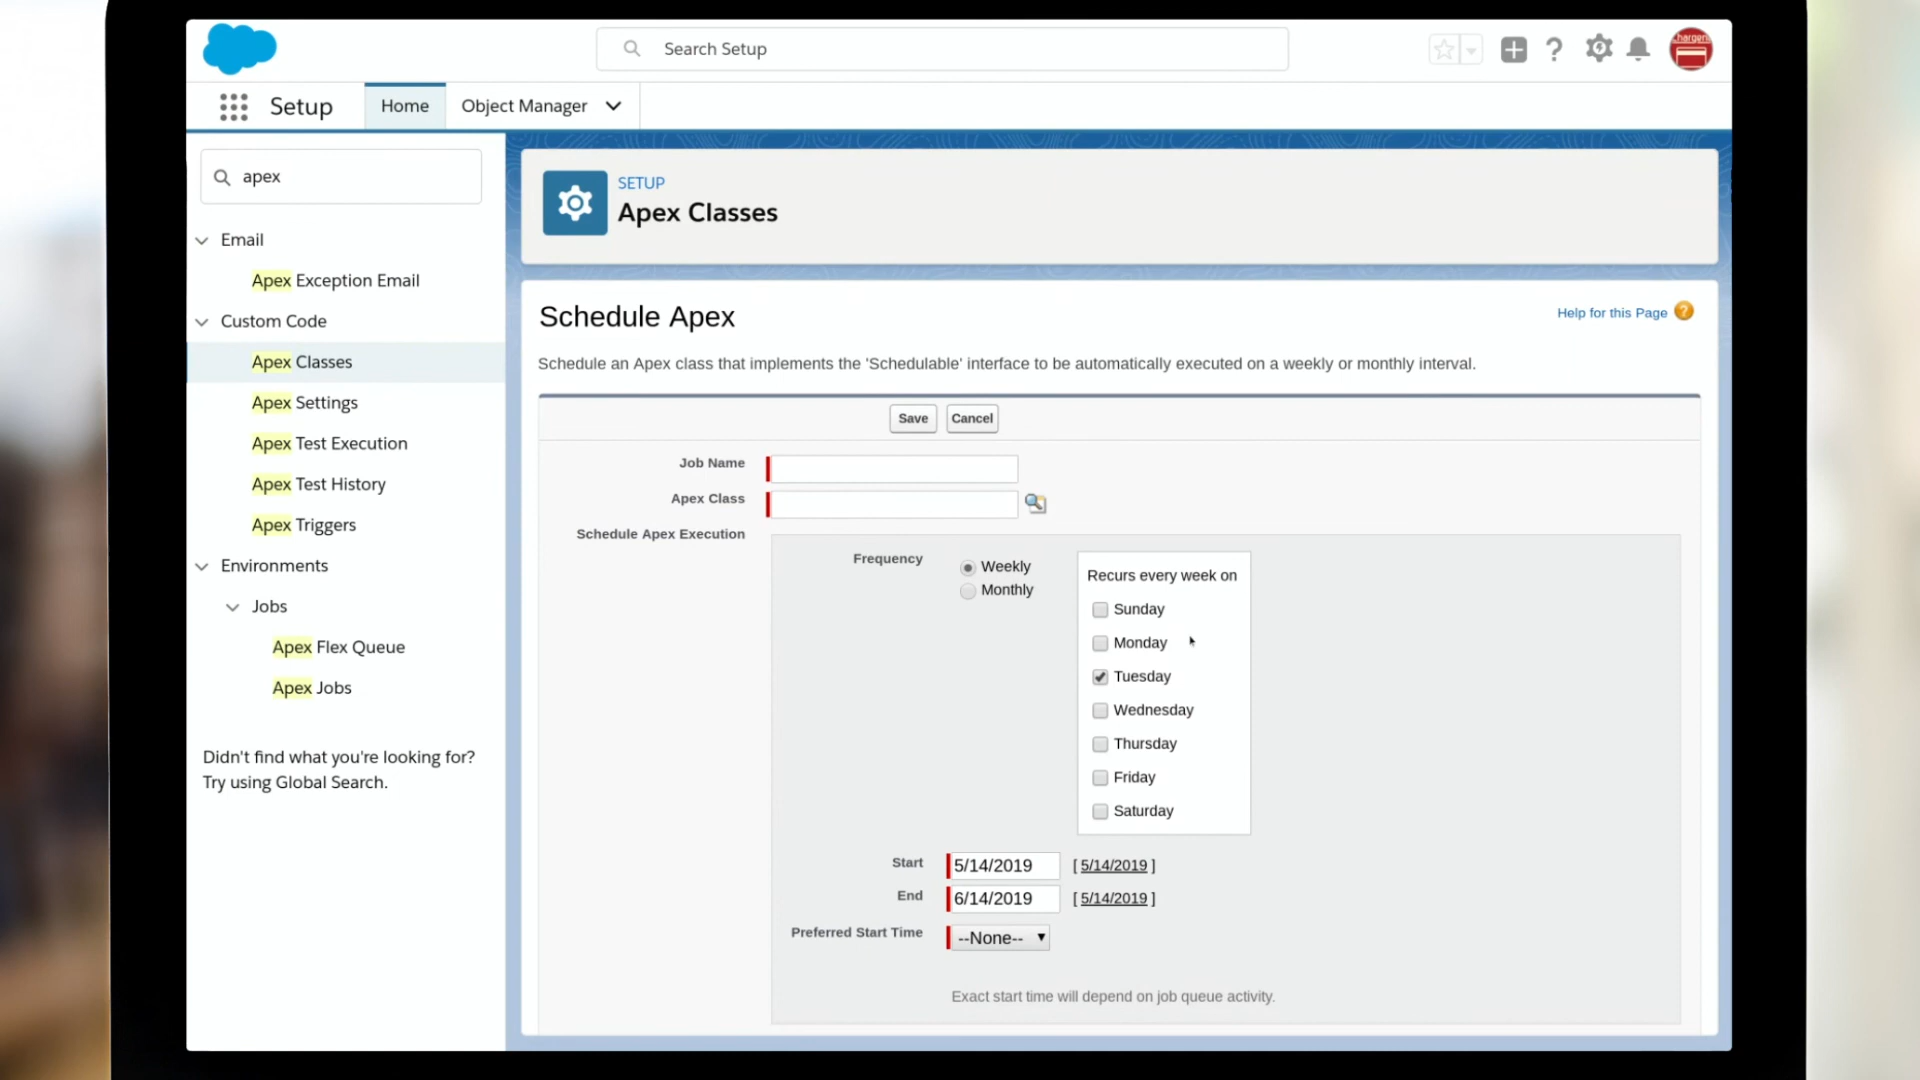 Search Setup
Chargent
Setup
Home
Object Manager
apex
Email
Apex Exception Email
Custom Code
Apex Classes
Apex Settings
Apex Test Execution
Apex Test History
Apex Triggers
Environments
Jobs
Apex Flex Queue
Apex Jobs
Didn't find what you're looking for?
Try using Global Search.
SETUP
Apex Classes
Schedule Apex
Help for this Page
Schedule an Apex class that implements the 'Schedulable' interface to be automatically executed on a weekly or monthly interval.
Save Cancel
Job Name
Apex Class
Schedule Apex Execution
Frequency
Weekly
Monthly
Recurs every week on
Sunday
Monday
Tuesday
Wednesday
Thursday
Friday
Saturday
Start 5/14/2019 [ 5/14/2019 ]
End 6/14/2019 [ 5/14/2019 ]
Preferred Start Time --None--
Exact start time will depend on job queue activity.